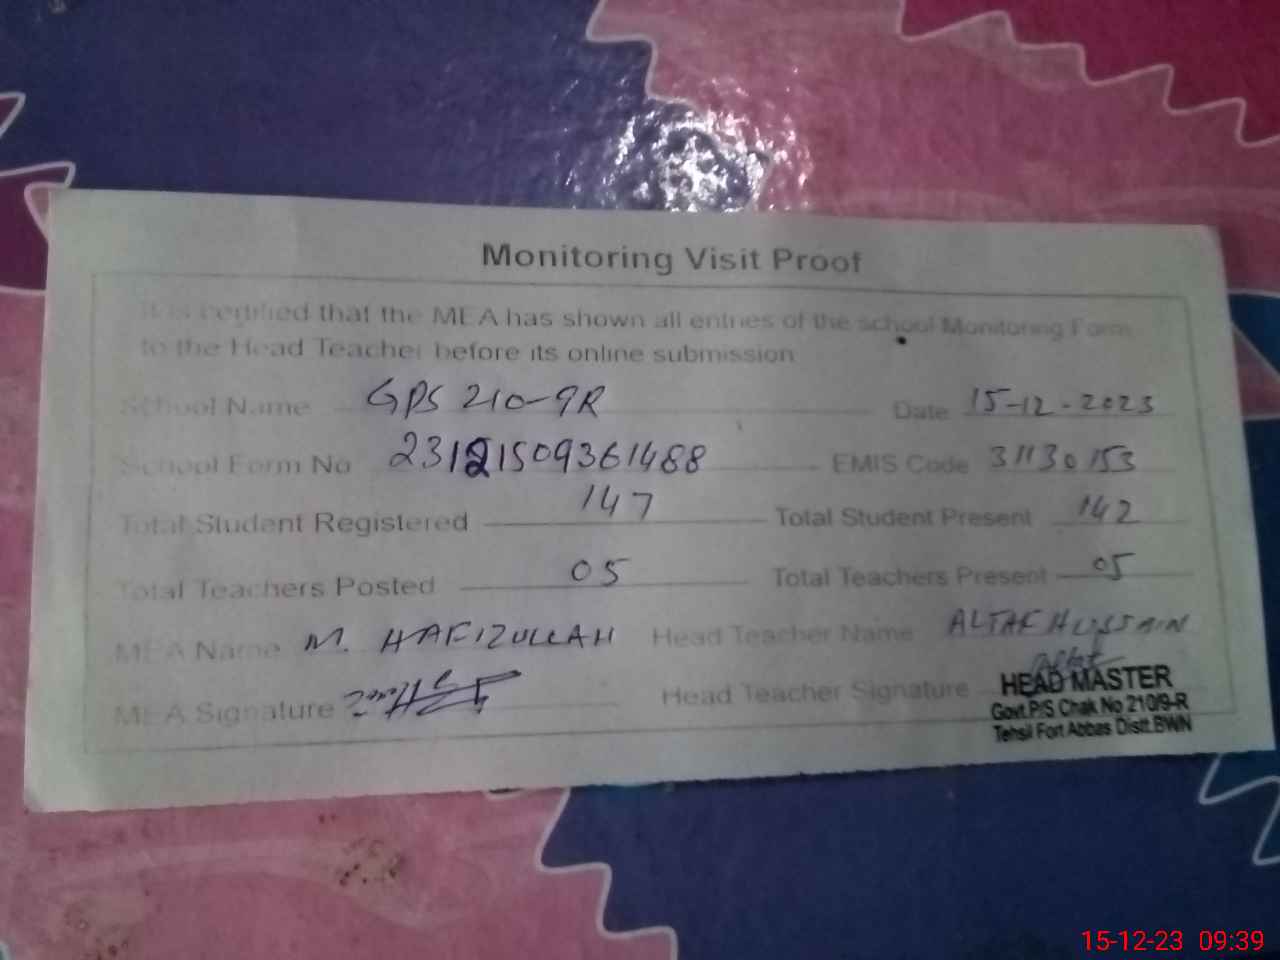 Monitoring Visit Proof
It is certified that the MEA has shown all entries of the school Monitoring Form
to the Head Teacher before its online submission
School Name GPS 210-9R Date 15-12-2023
School Form No 23121509361488 EMIS Code 31130153
Total Student Registered 147 Total Student Present 142
Total Teachers Posted 05 Total Teachers Present 05
MEA Name M. HAFIZULLAH Head Teacher Name ALTAF HUSSAIN
MEA Signature Head Teacher Signature
HEAD MASTER
Govt.P/S Chak No 210/9-R
Tehsil Fort Abbas Distt.BWN
15-12-23 09:39